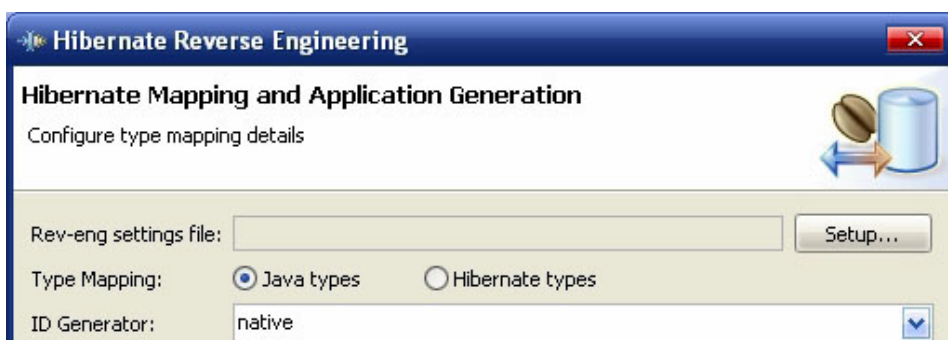 Hibernate Reverse Engineering
Hibernate Mapping and Application Generation
Configure type mapping details
Rev-eng settings file: Setup...
Type Mapping: Java types Hibernate types
ID Generator: native